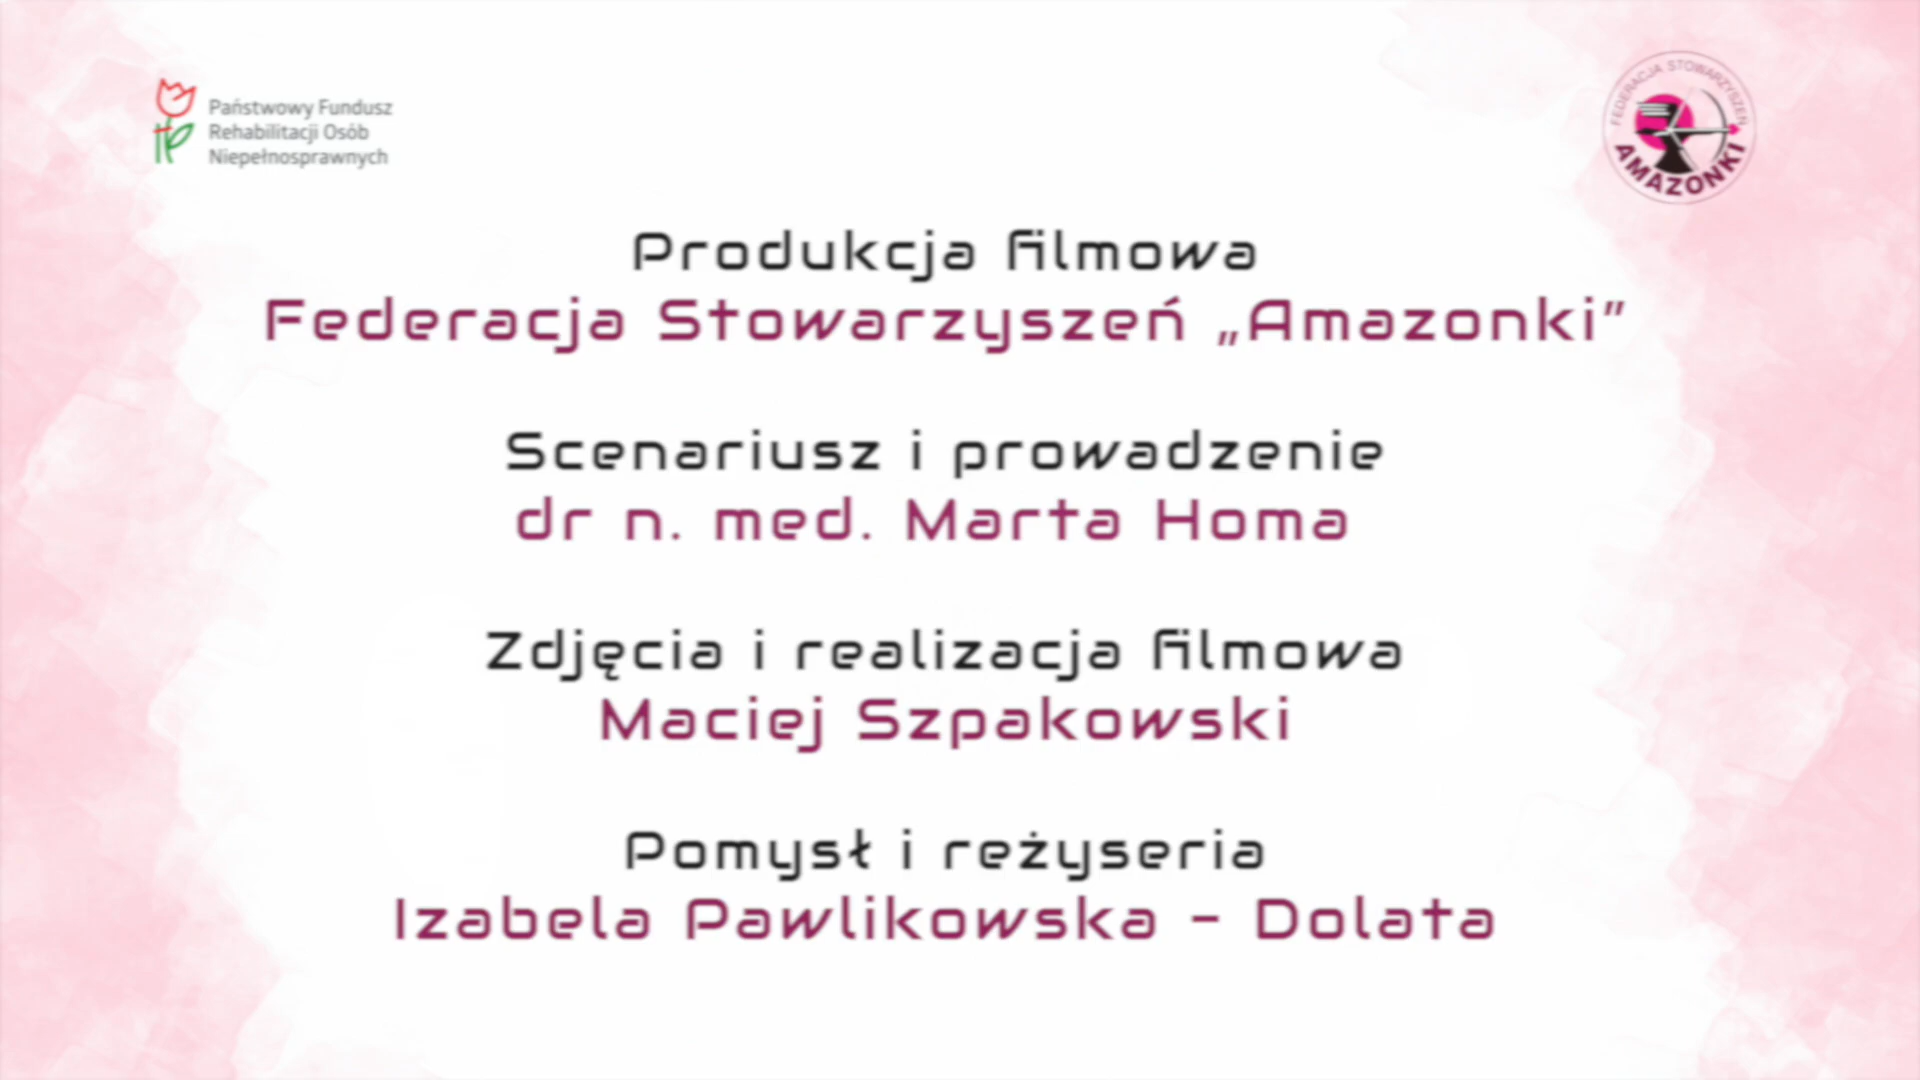 Państwowy Fundusz
Rehabilitacji Osób
Niepełnosprawnych
FEDERACJA STOWARZYSZEŃ
AMAZONKI
Produkcja filmowa
Federacja Stowarzyszeń „Amazonki”
Scenariusz i prowadzenie
dr n. med. Marta Homa
Zdjęcia i realizacja filmowa
Maciej Szpakowski
Pomysł i reżyseria
Izabela Pawlikowska - Dolata